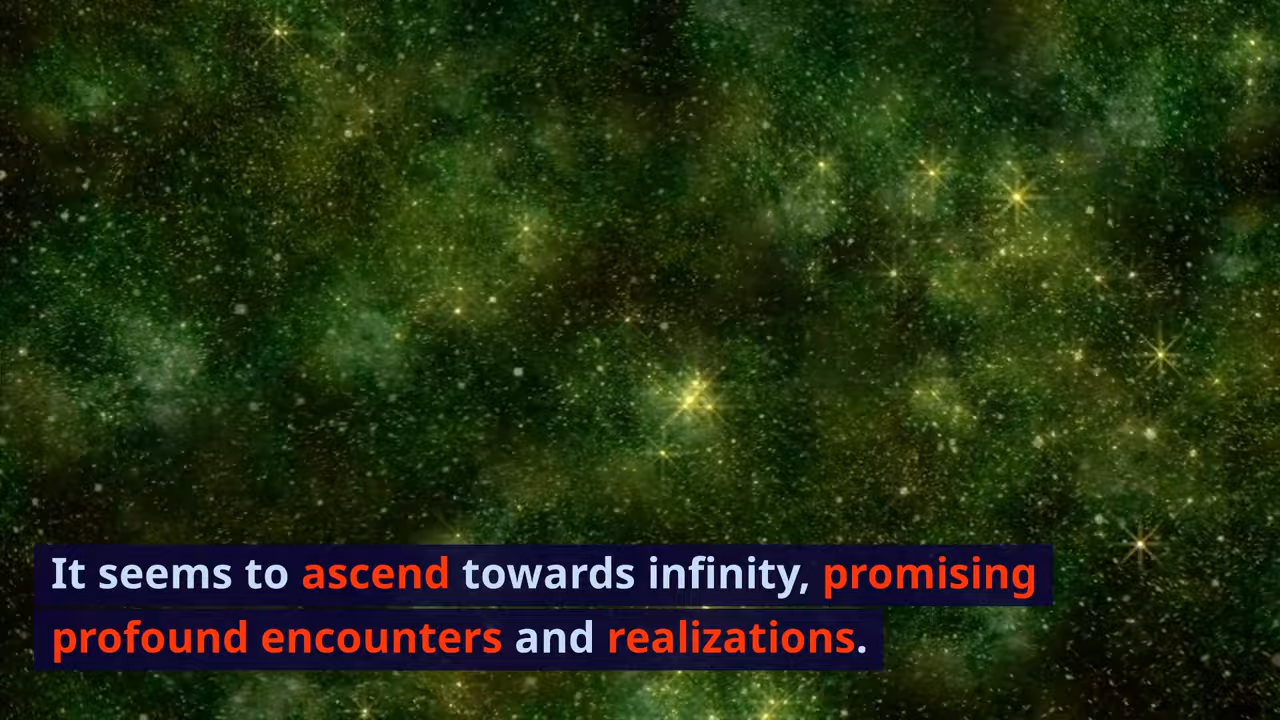 It seems to ascend towards infinity, promising
profound encounters and realizations.